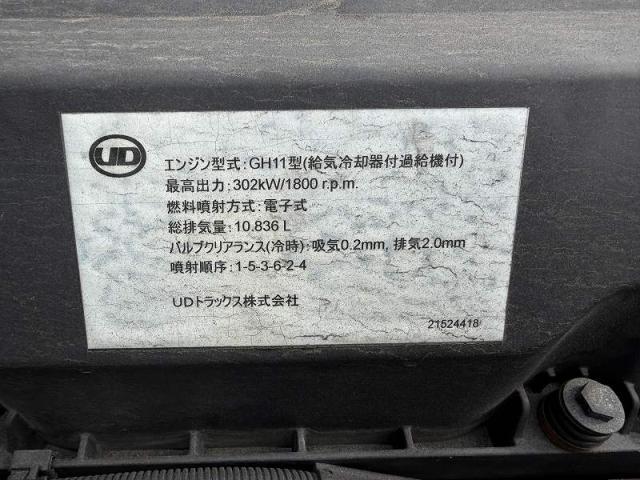 UD
エンジン型式:GH11型(給気冷却器付過給機付)
最高出力:302kW/1800 r.p.m.
燃料噴射方式:電子式
総排気量:10.836 L
バルブクリアランス(冷時):吸気0.2mm, 排気2.0mm
噴射順序:1-5-3-6-2-4
UDトラックス株式会社
21524418